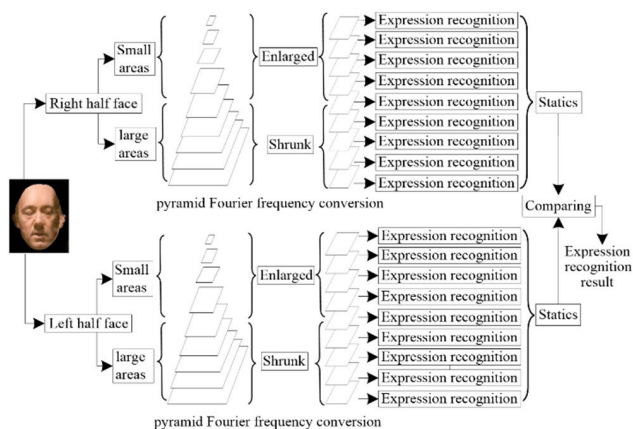 Right half face
Small
areas
large
areas
Enlarged
Shrunk
Expression recognition
Expression recognition
Expression recognition
Expression recognition
Expression recognition
Expression recognition
Expression recognition
Expression recognition
Expression recognition
Statics
pyramid Fourier frequency conversion
Comparing
Expression
recognition
result
Left half face
Small
areas
large
areas
Enlarged
Shrunk
Expression recognition
Expression recognition
Expression recognition
Expression recognition
Expression recognition
Expression recognition
Expression recognition
Expression recognition
Expression recognition
Statics
pyramid Fourier frequency conversion